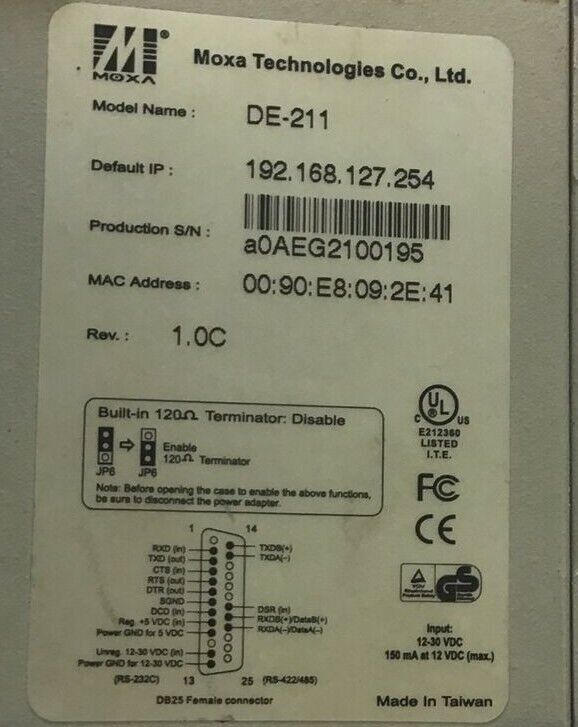 MOXA ®
Moxa Technologies Co., Ltd.
Model Name : DE-211
Default IP : 192.168.127.254
Production S/N : a0AEG2100195
MAC Address : 00:90:E8:09:2E:41
Rev. : 1.0C
Built-in 120Ω Terminator: Disable
Enable
120Ω Terminator
JP6 JP6
Note: Before opening the case to enable the above functions,
be sure to disconnect the power adapter.
C UL ® US
E212360
LISTED
I.T.E.
FC
CE
TÜV
GS
1 14
RXD (in) TXDB(+)
TXD (out) TXDA(-)
CTS (in)
RTS (out)
DTR (out)
SGND DSR (in)
DCD (in) RXDB(+)/DataB(+)
Reg. +5 VDC (in) RXDA(-)/DataA(-)
Power GND for 5 VDC
Unreg. 12-30 VDC (in)
Power GND for 12-30 VDC
(RS-232C) 13 25 (RS-422/485)
DB25 Female connector
Input:
12-30 VDC
150 mA at 12 VDC (max.)
Made In Taiwan